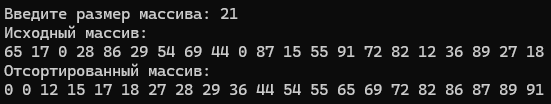 Введите размер массива: 21
Исходный массив:
65 17 0 28 86 29 54 69 44 0 87 15 55 91 72 82 12 36 89 27 18
Отсортированный массив:
0 0 12 15 17 18 27 28 29 36 44 54 55 65 69 72 82 86 87 89 91